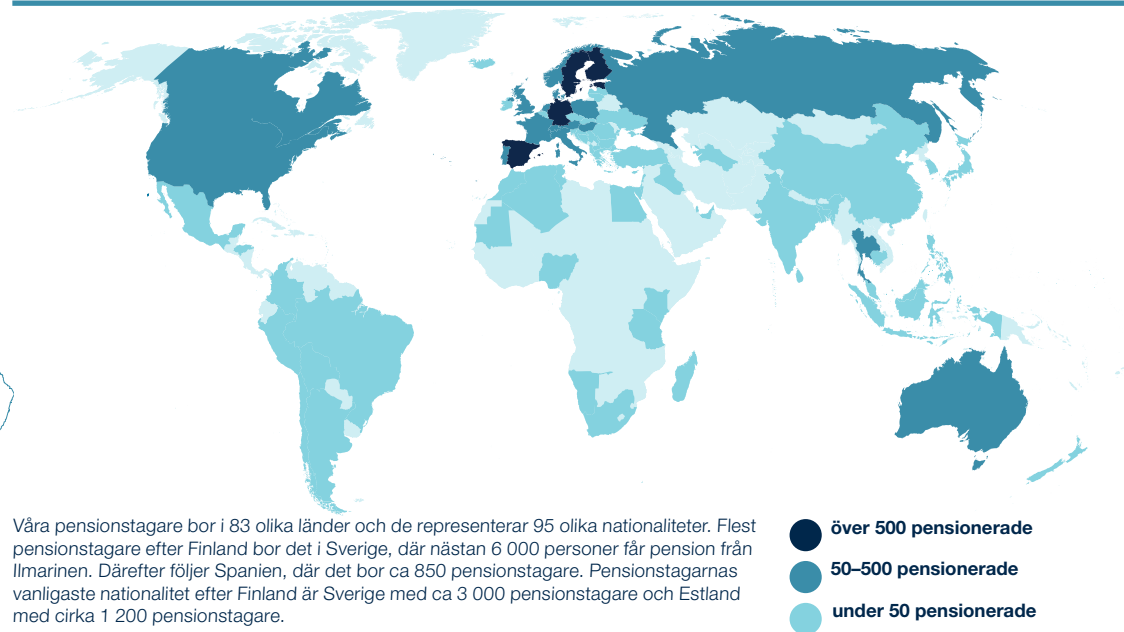 Våra pensionstagare bor i 83 olika länder och de representerar 95 olika nationaliteter. Flest
pensionstagare efter Finland bor det i Sverige, där nästan 6 000 personer får pension från
Ilmarinen. Därefter följer Spanien, där det bor ca 850 pensionstagare. Pensionstagarnas
vanligaste nationalitet efter Finland är Sverige med ca 3 000 pensionstagare och Estland
med cirka 1 200 pensionstagare.
över 500 pensionerade
50–500 pensionerade
under 50 pensionerade